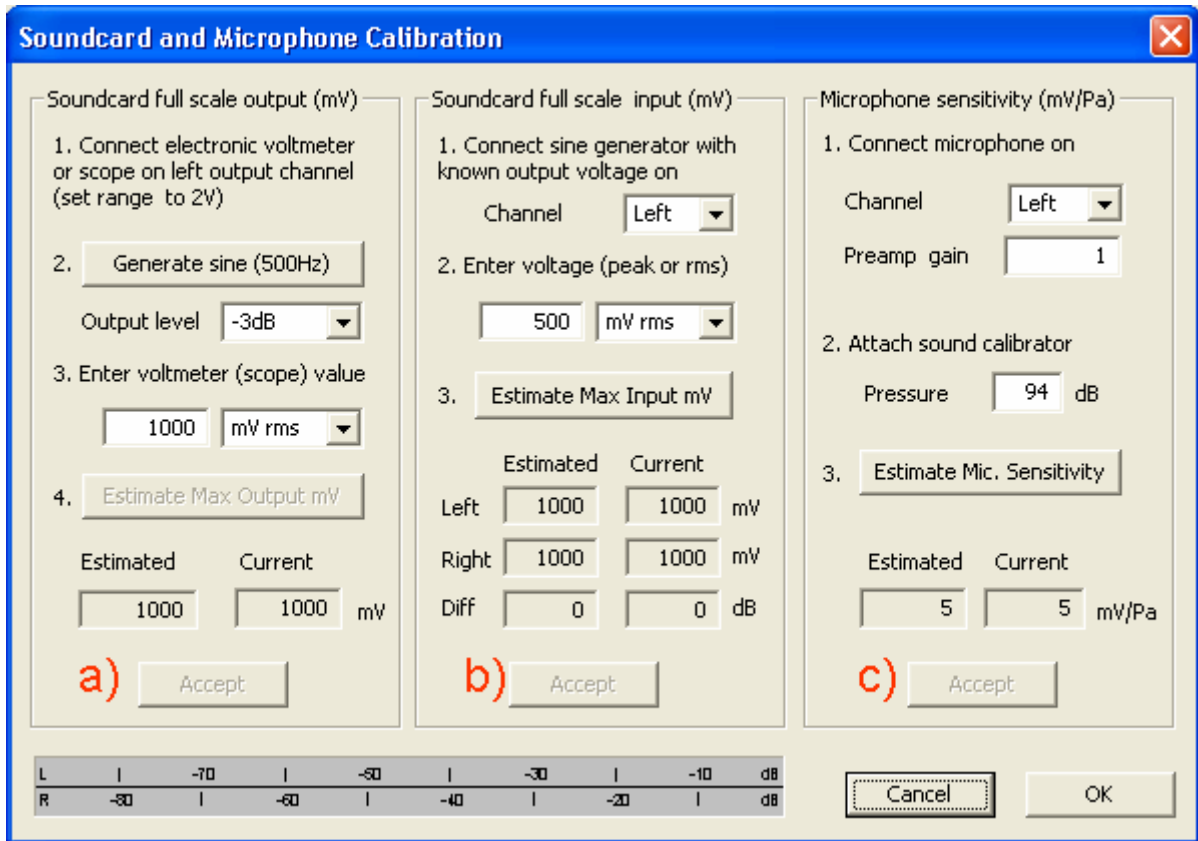 Soundcard and Microphone Calibration
Soundcard full scale output (mV)
1. Connect electronic voltmeter
or scope on left output channel
(set range to 2V)
2. Generate sine (500Hz)
Output level -3dB
3. Enter voltmeter (scope) value
1000 mV rms
4. Estimate Max Output mV
Estimated Current
1000 1000 mV
a) Accept
Soundcard full scale input (mV)
1. Connect sine generator with
known output voltage on
Channel Left
2. Enter voltage (peak or rms)
500 mV rms
3. Estimate Max Input mV
Estimated Current
Left 1000 1000 mV
Right 1000 1000 mV
Diff 0 0 dB
b) Accept
Microphone sensitivity (mV/Pa)
1. Connect microphone on
Channel Left
Preamp gain 1
2. Attach sound calibrator
Pressure 94 dB
3. Estimate Mic. Sensitivity
Estimated Current
5 5 mV/Pa
c) Accept
L | -70 | -50 | -30 | -10 dB
R -80 | -60 | -40 | -20 | dB
Cancel OK